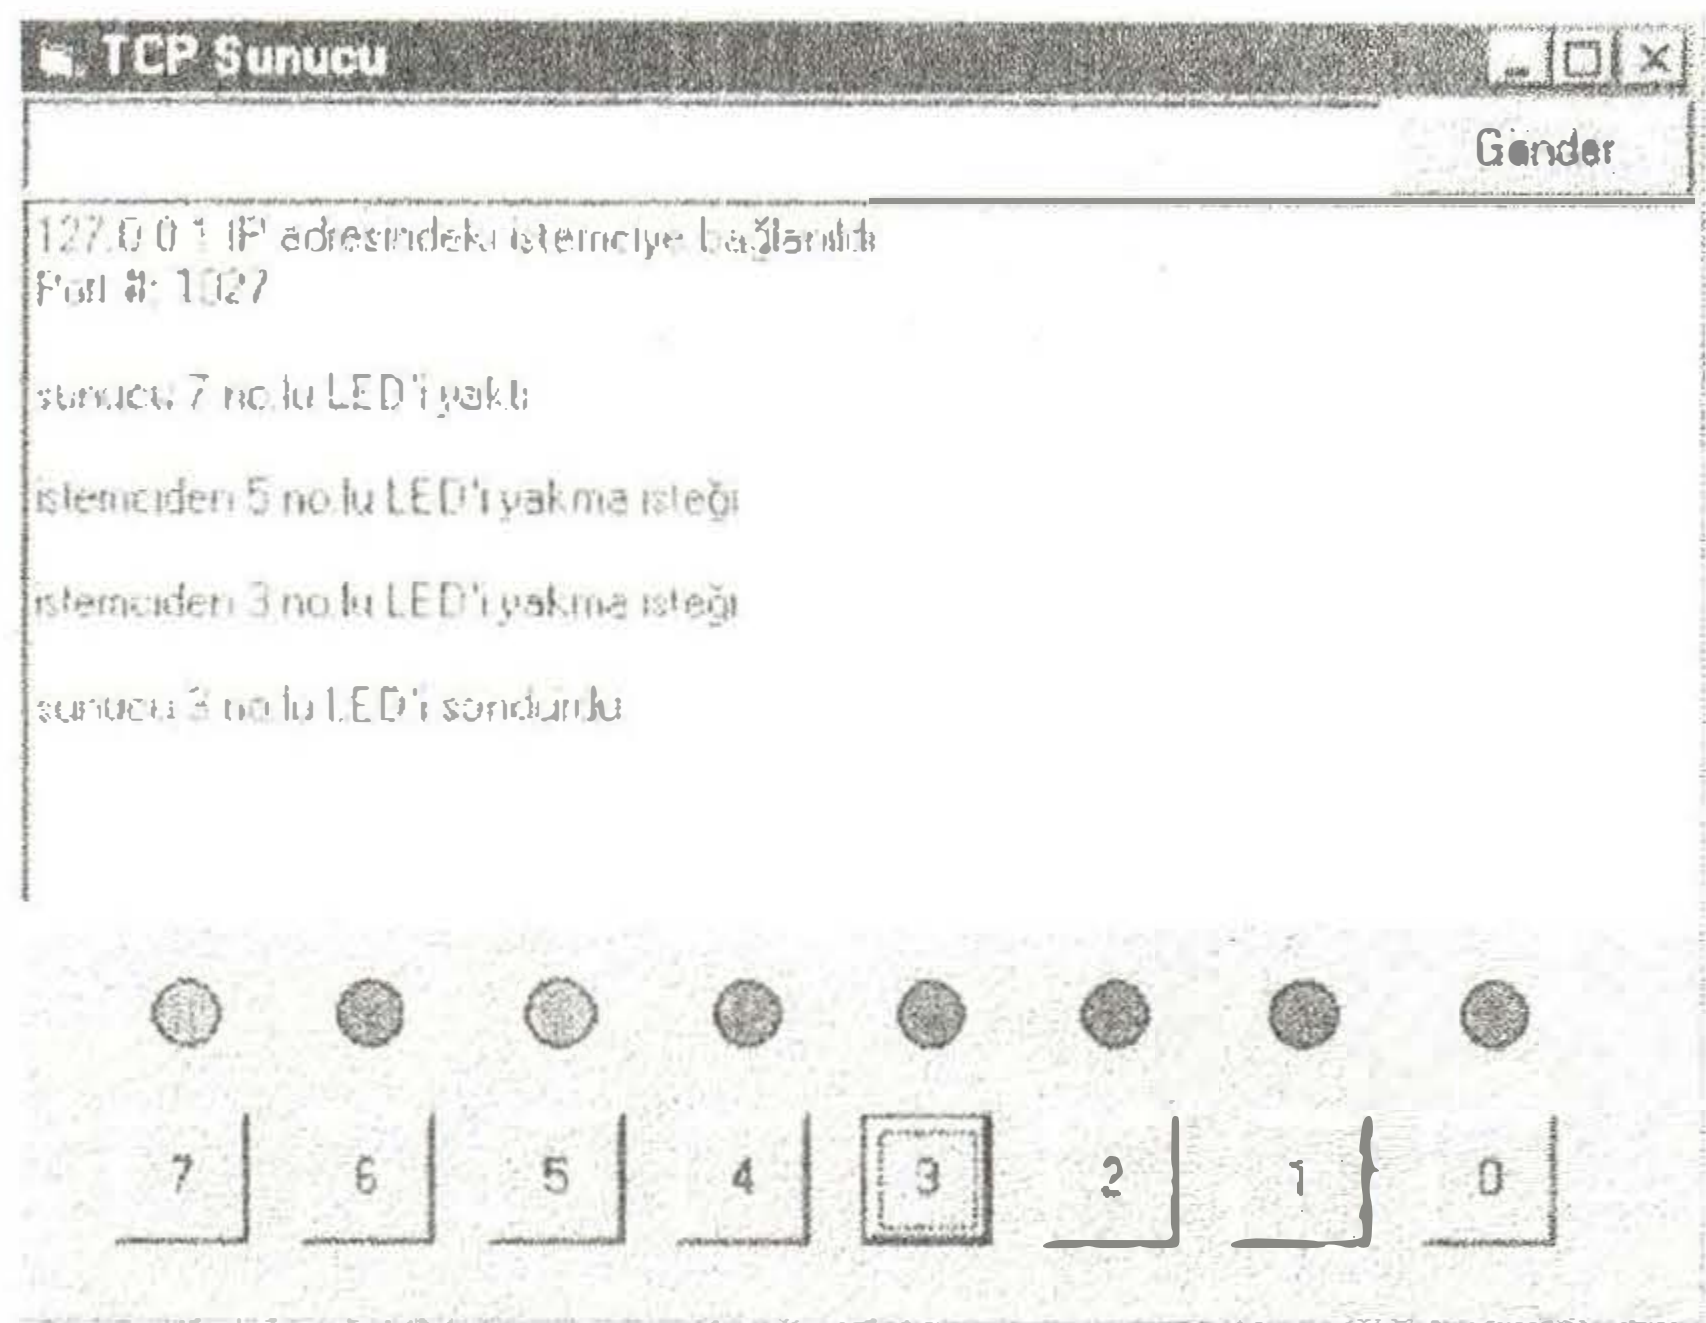 TCP Sunucu
Gönder
127.0.0.1 IP adresindeki istemciye bağlanıldı
Port #: 1027
sunucu 7 no.lu LED'i yaktı
istemciden 5 no.lu LED'i yakma isteği
istemciden 3 no.lu LED'i yakma isteği
sunucu 3 no.lu LED'i söndürdü
7 6 5 4 3 2 1 0